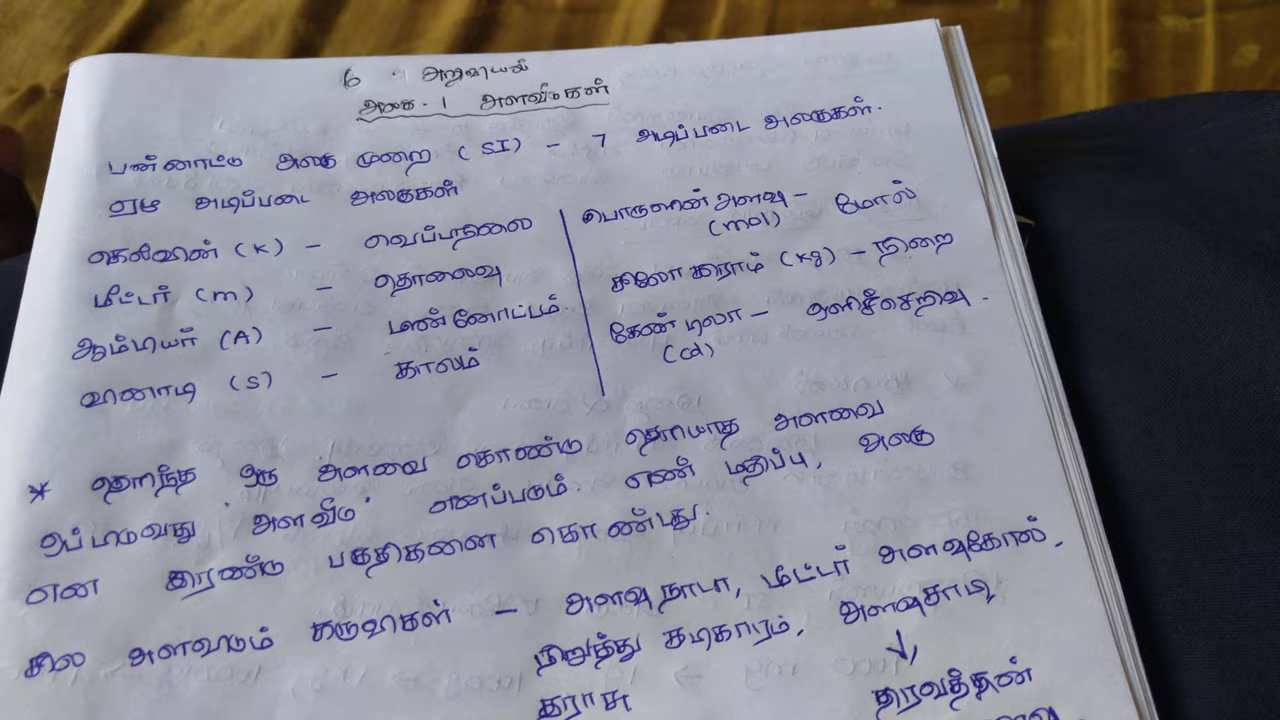 6 . அறிவியல்
அலகு . 1 அளவீடுகள்
பன்னாட்டு அலகு முறை (SI) - 7 அடிப்படை அலகுகள்.
ஏழு அடிப்படை அலகுகள்
கெல்வின் (K) - வெப்பநிலை
மீட்டர் (m) - தொலைவு
ஆம்பியர் (A) - மின்னோட்டம்
வினாடி (s) - காலம்
பொருளின் அளவு - மோல்
(mol)
கிலோ கிராம் (kg) - நிறை
கேண்டிலா - ஒளிச்செறிவு.
(cd)
* தெரிந்த ஒரு அளவை கொண்டு தெரியாத அளவை
ஒப்பிடுவது 'அளவீடு' எனப்படும். எண் மதிப்பு, அலகு
என இரண்டு பகுதிகளை கொண்டது.
சில அளவிடும் கருவிகள் - அளவு நாடா, மீட்டர் அளவுகோல்,
நிறுத்து கடிகாரம், அளவுசாடி,
தராசு திரவத்தின்